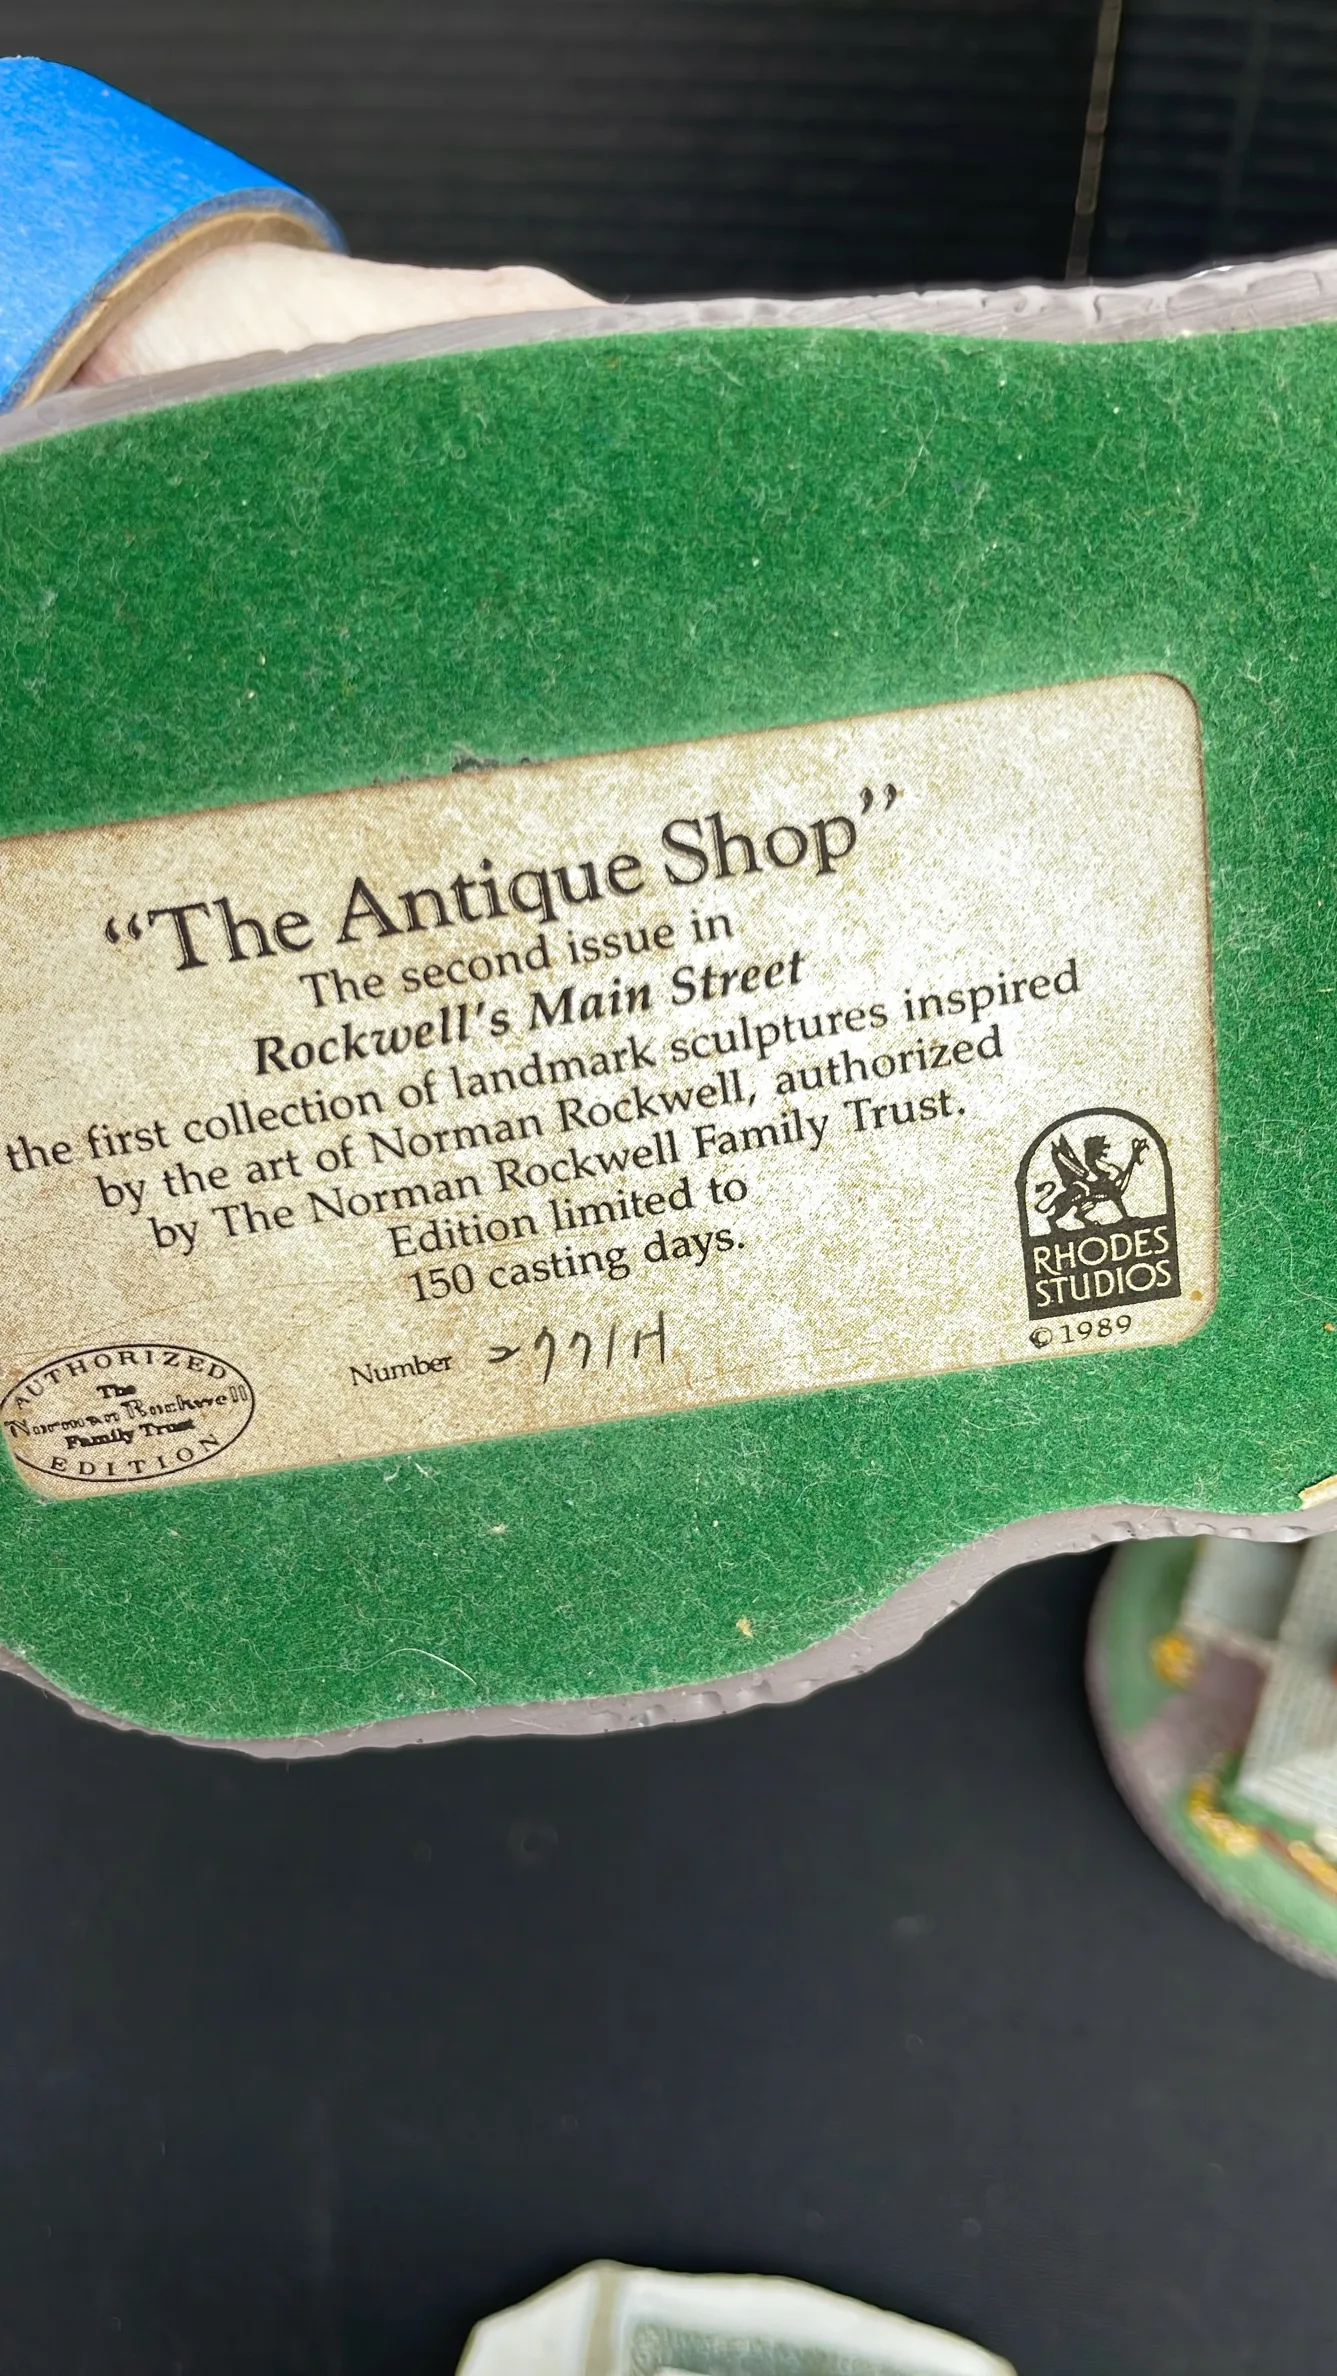 “The Antique Shop”
The second issue in
Rockwell's Main Street
the first collection of landmark sculptures inspired
by the art of Norman Rockwell, authorized
by The Norman Rockwell Family Trust.
Edition limited to
150 casting days.
Number 2771H
RHODES
STUDIOS
©1989
AUTHORIZED
The
Norman Rockwell
Family Trust
EDITION